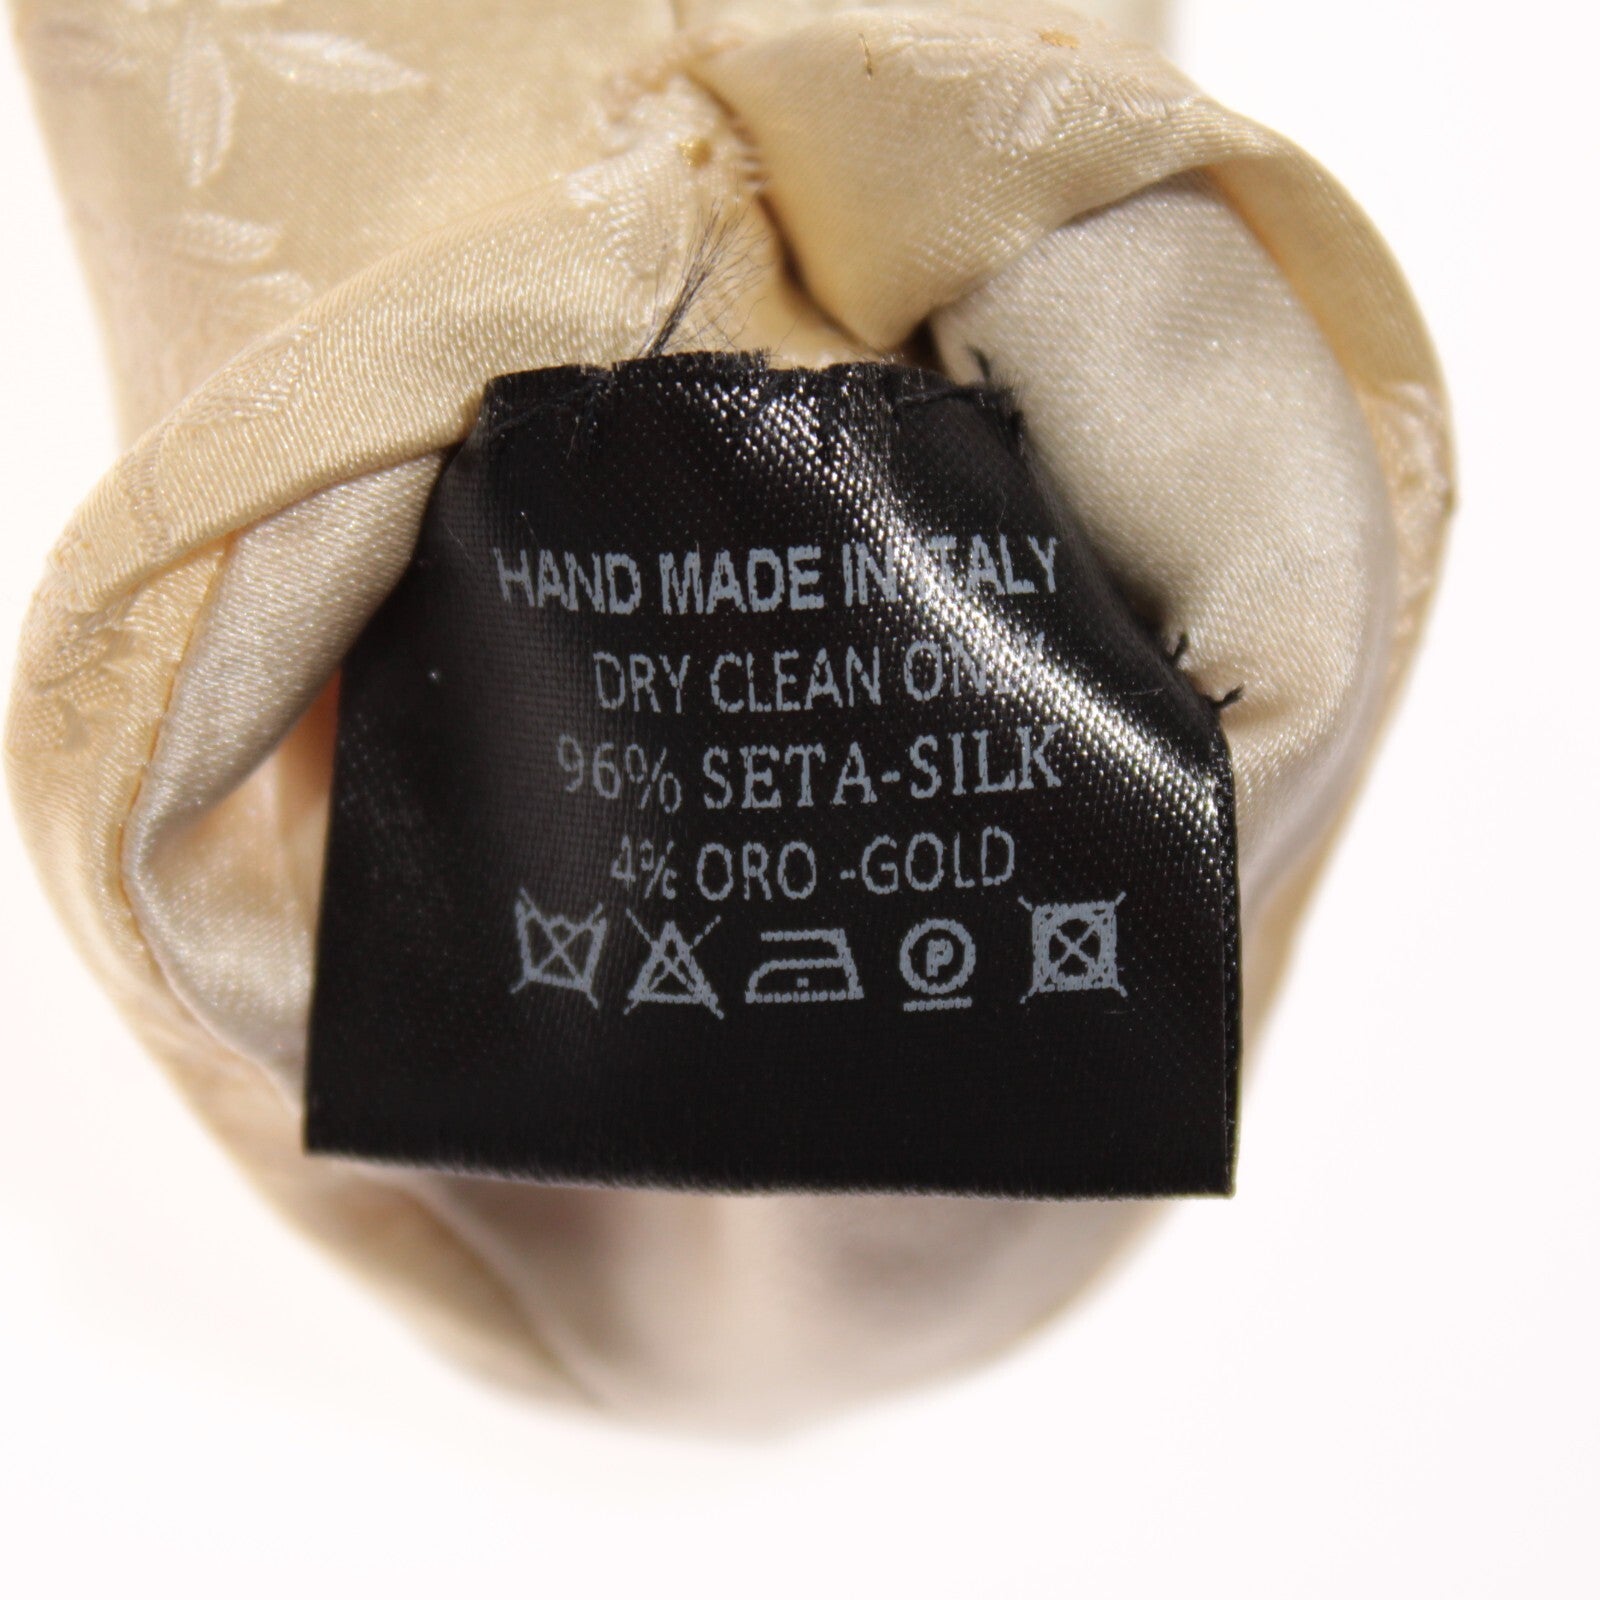 HAND MADE IN ITALY
DRY CLEAN ONLY
96% SETA-SILK
4% ORO -GOLD
P